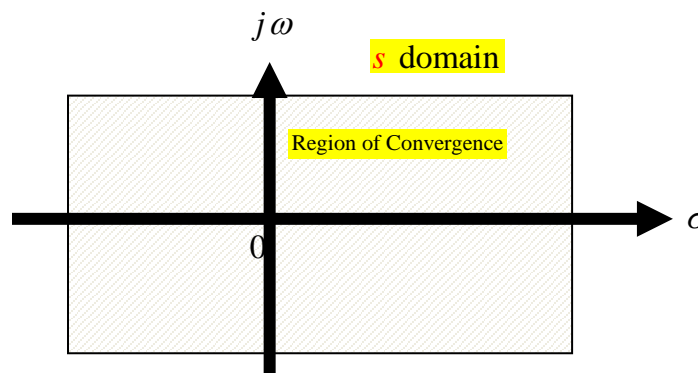 jω
s domain
Region of Convergence
0
σ